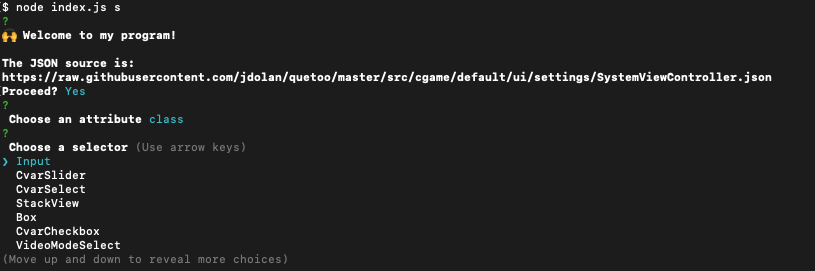 $ node index.js s
?
🙌 Welcome to my program!
The JSON source is:
https://raw.githubusercontent.com/jdolan/quetoo/master/src/cgame/default/ui/settings/SystemViewController.json
Proceed? Yes
?
Choose an attribute class
?
Choose a selector (Use arrow keys)
❯ Input
CvarSlider
CvarSelect
StackView
Box
CvarCheckbox
VideoModeSelect
(Move up and down to reveal more choices)